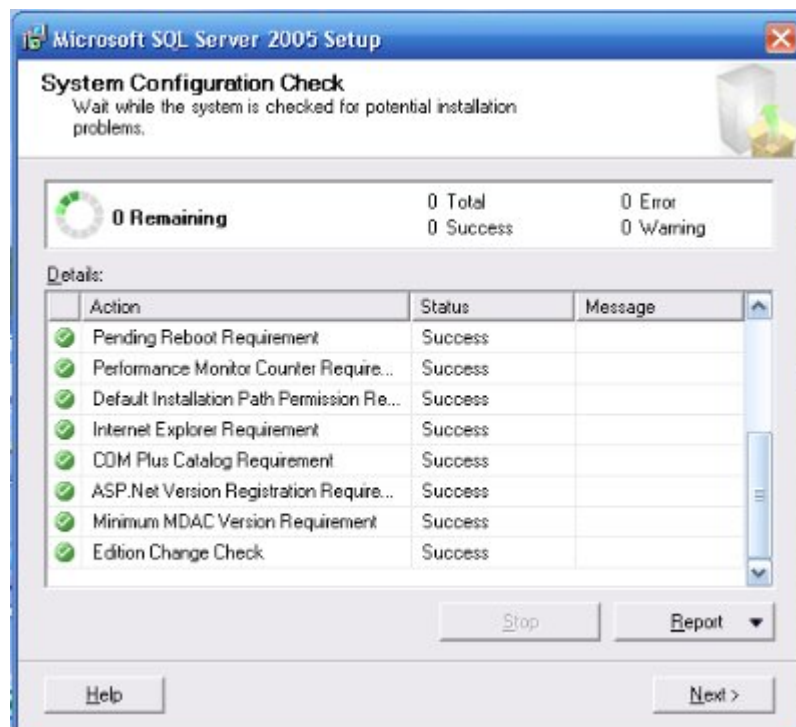 Microsoft SQL Server 2005 Setup
System Configuration Check
Wait while the system is checked for potential installation
problems.
0 Remaining
0 Total
0 Error
0 Success
0 Warning
Details:
Action Status Message
Pending Reboot Requirement Success
Performance Monitor Counter Require... Success
Default Installation Path Permission Re... Success
Internet Explorer Requirement Success
COM Plus Catalog Requirement Success
ASP.Net Version Registration Require... Success
Minimum MDAC Version Requirement Success
Edition Change Check Success
Stop
Report
Help
Next >